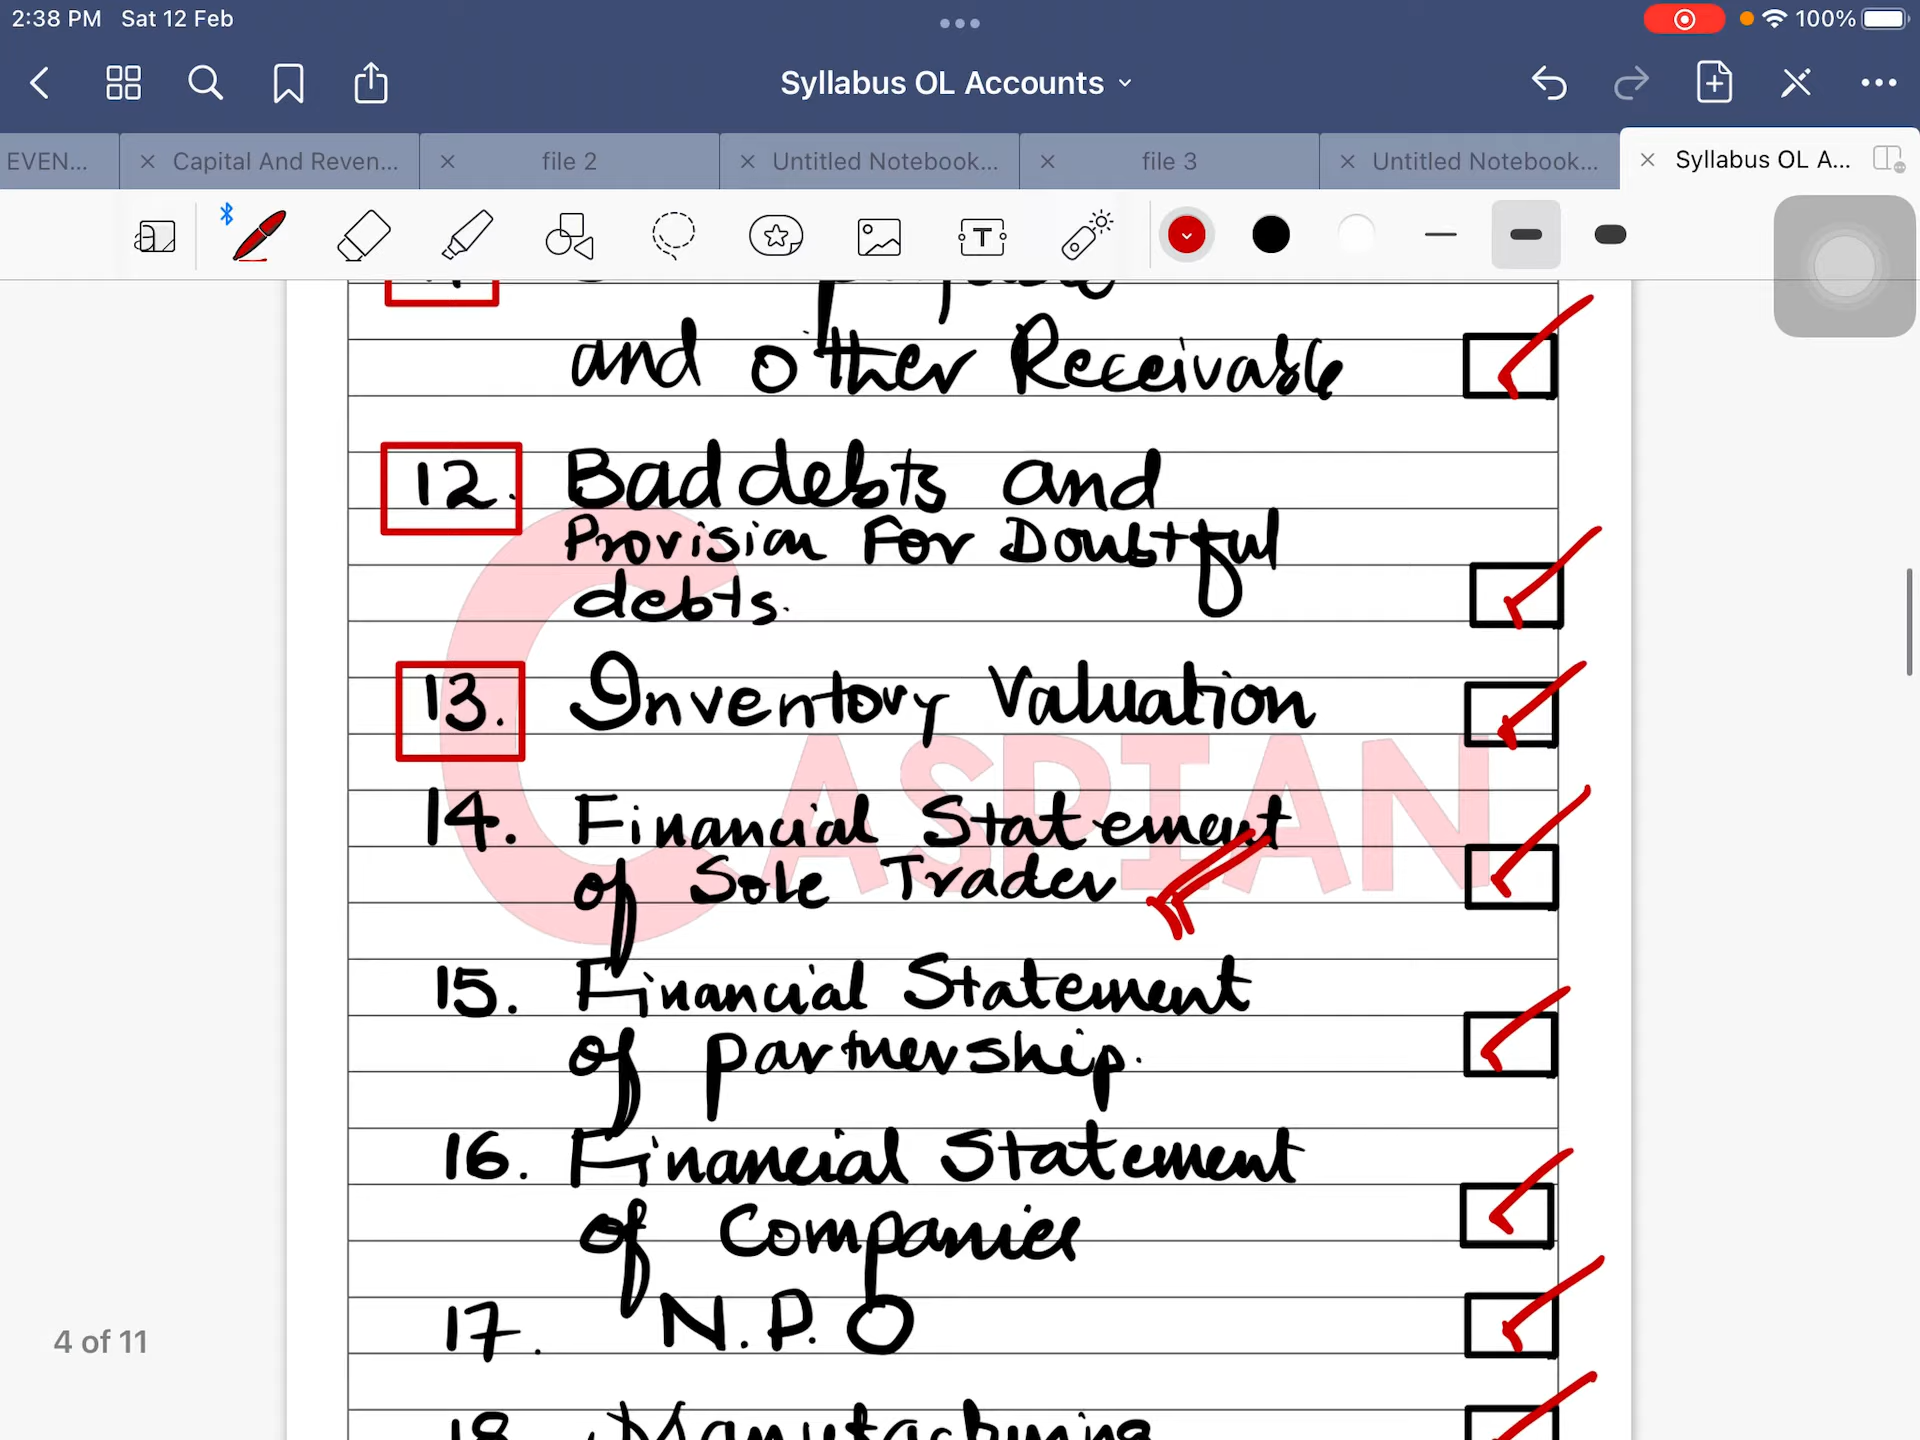 2:38 PM Sat 12 Feb
100%
Syllabus OL Accounts
EVEN...
Capital And Reven...
file 2
Untitled Notebook...
file 3
Untitled Notebook...
Syllabus OL A...
and other Receivable
12. Bad debts and
Provision For Doubtful
debts.
13. Inventory Valuation
CASPIAN
14. Financial Statement
of Sole Trader
15. Financial Statement
of partnership.
16. Financial Statement
of Companies
17. N.P.O
4 of 11
18. Manufacturing